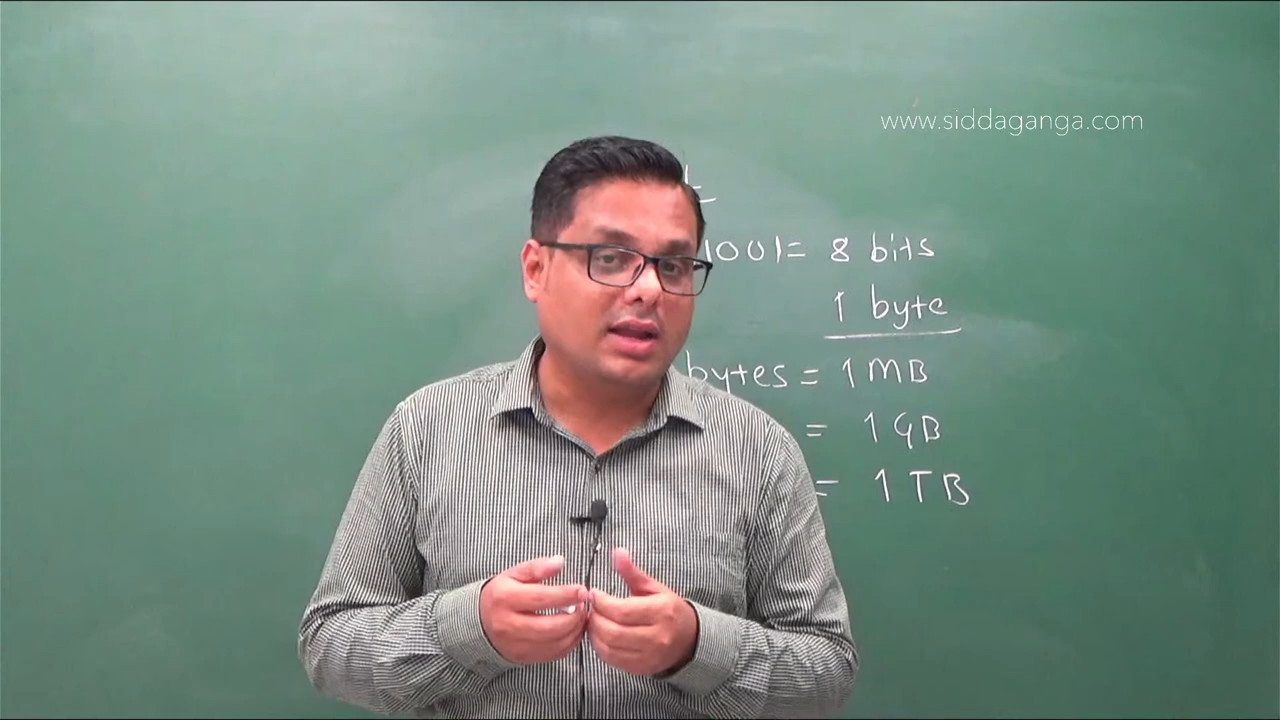 www.siddaganga.com
1001= 8 bits
1 byte
bytes = 1 MB
= 1 GB
= 1 TB